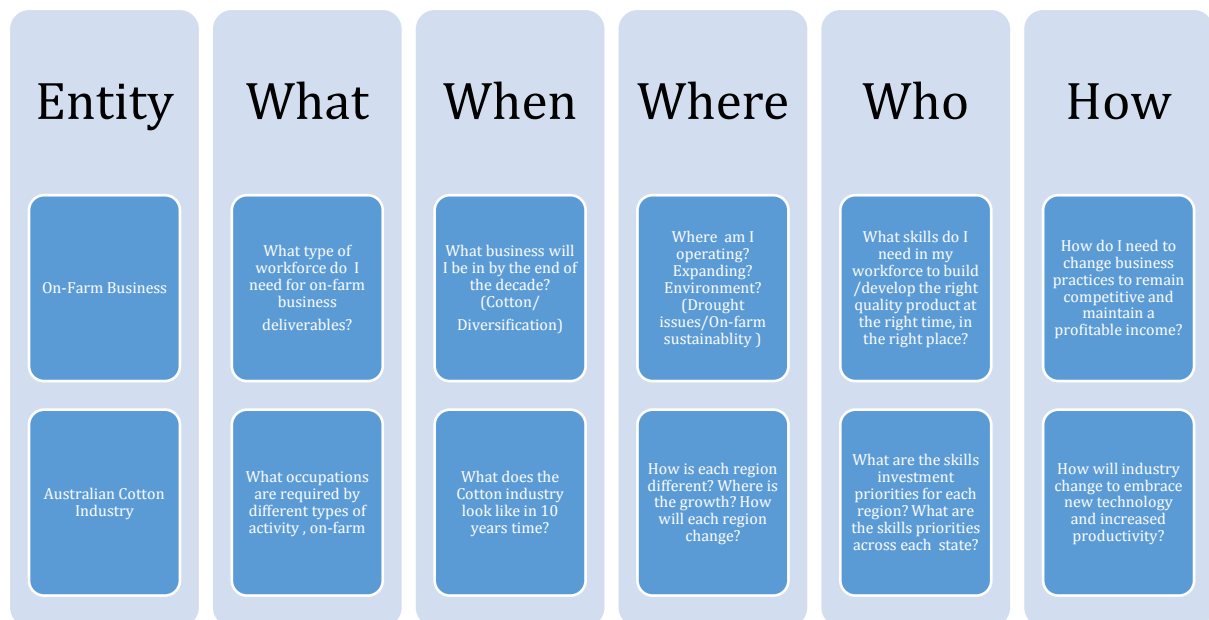 Entity
What
When
Where
Who
How
On-Farm Business
What type of
workforce do I
need for on-farm
business
deliverables?
What business will
I be in by the end of
the decade?
(Cotton/
Diversification)
Where am I
operating?
Expanding?
Environment?
(Drought
issues/On-farm
sustainablity )
What skills do I
need in my
workforce to build
/develop the right
quality product at
the right time, in
the right place?
How do I need to
change business
practices to remain
competitive and
maintain a
profitable income?
Australian Cotton
Industry
What occupations
are required by
different types of
activity , on-farm
What does the
Cotton industry
look like in 10
years time?
How is each region
different? Where is
the growth? How
will each region
change?
What are the skills
investment
priorities for each
region? What are
the skills priorities
across each state?
How will industry
change to embrace
new technology
and increased
productivity?